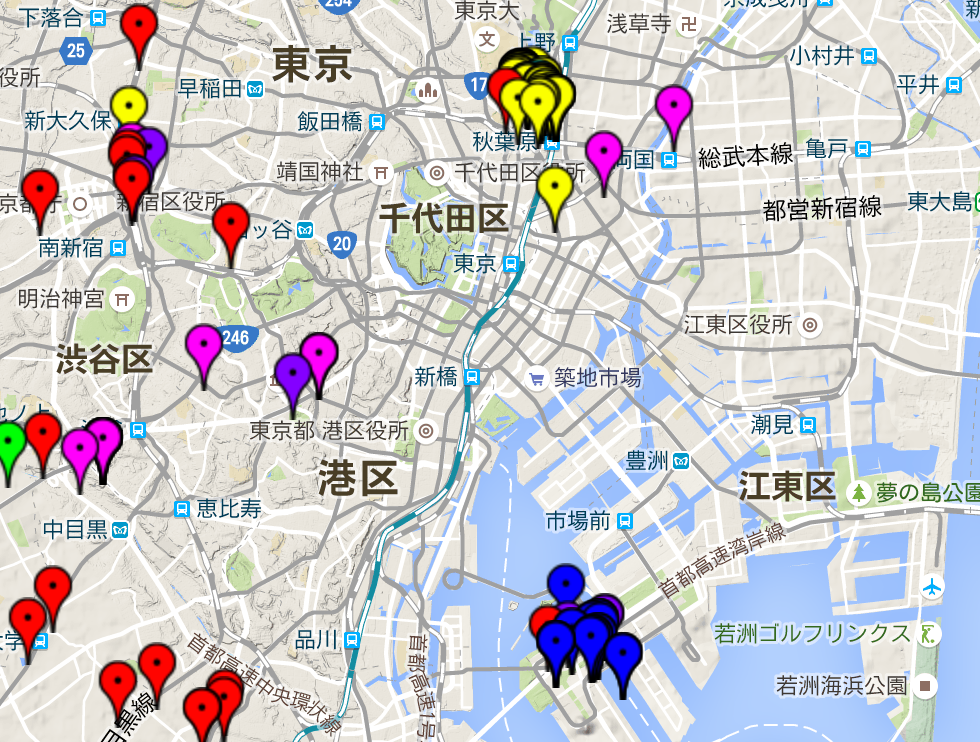 下落合
254
東京大
京成曳舟
浅草寺
25
上野
役所
東京
小村井
早稲田
17
平井
新大久保
飯田橋
秋葉原
両国
総武本線
亀戸
靖国神社
千代田区役所
新宿区役所
千代田区
都営新宿線
東大島
南新宿
20
東京
明治神宮
246
江東区役所
渋谷区
新橋
築地市場
東京都 港区役所
潮見
豊洲
港区
江東区
夢の島公園
恵比寿
中目黒
市場前
首都高速湾岸線
品川
若洲ゴルフリンクス
首都高速中央環状線
首都高速1号
若洲海浜公園
目黒線